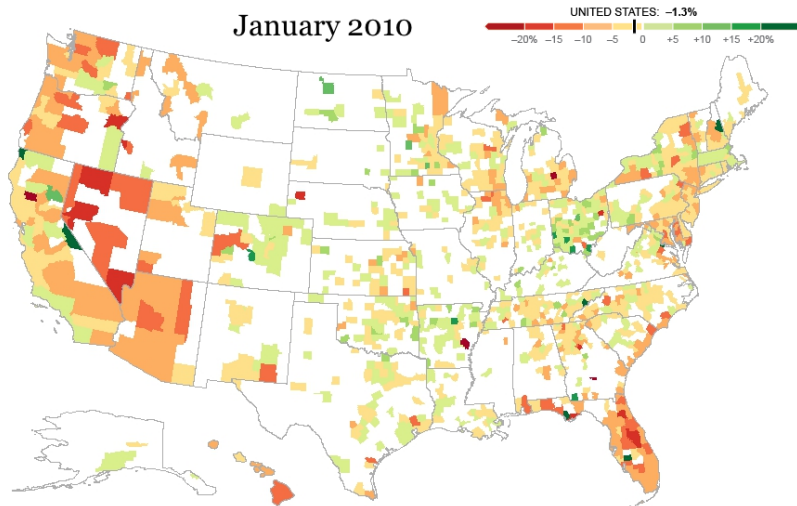 January 2010
UNITED STATES: –1.3%
–20% –15 –10 –5 0 +5 +10 +15 +20%